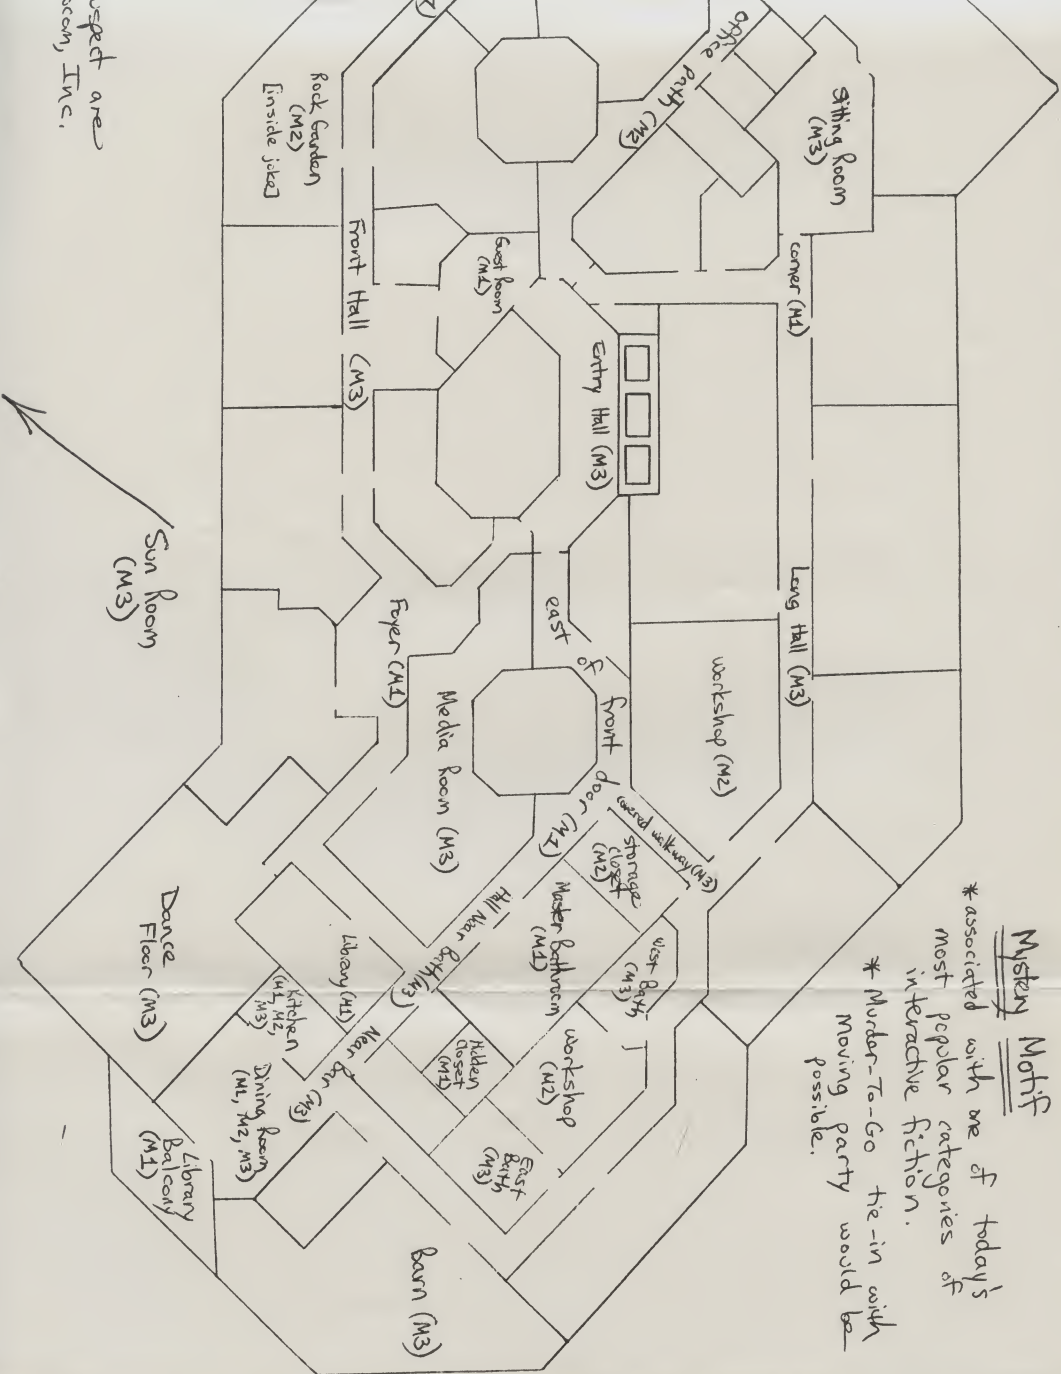 Mystery Motif
* associated with one of today's
most popular categories of
interactive fiction.
* Murder-To-Go tie-in with
moving party would be
possible.
Sitting Room
(M3)
office path (M2)
corner (M1)
Long Hall (M3)
workshop (M2)
covered walkway (M3)
Storage
Closet
(M2)
West Bath
(M3)
Entry Hall (M3)
east of front door (M1)
Guest Room
(M1)
Master Bathroom
(M1)
workshop
(M2)
East
Bath
(M3)
Hall Near Bath (M3)
Hidden
Closet
(M1)
Media Room (M3)
Foyer (M1)
Front Hall (M3)
Rock Garden
(M2)
[inside joke]
Library (M1)
Near Bar (M3)
Kitchen
(M1, M2,
M3)
Dining Room
(M1, M2, M3)
Barn (M3)
Dance
Floor (M3)
Library
Balcony
(M1)
Sun Room
(M3)
uspect are
ocom, Inc.